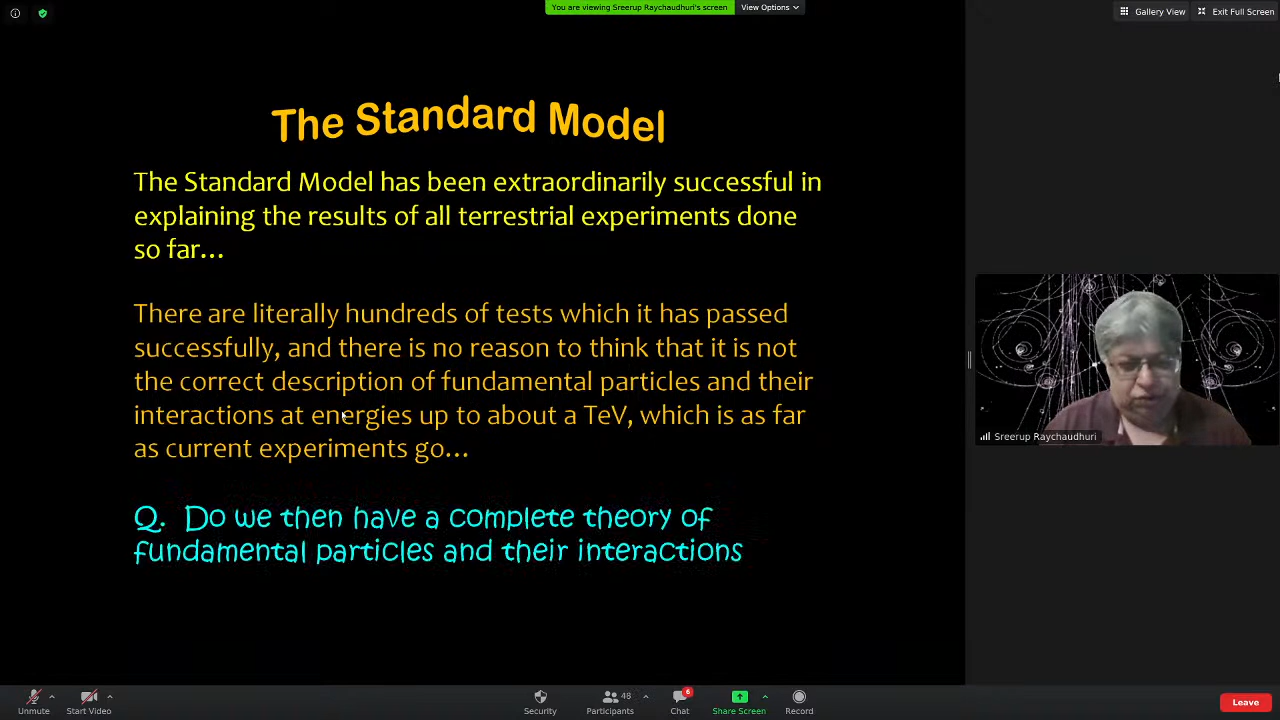 You are viewing Sreerup Raychaudhuri's screen
View Options
Gallery View
Exit Full Screen
The Standard Model
The Standard Model has been extraordinarily successful in
explaining the results of all terrestrial experiments done
so far...
There are literally hundreds of tests which it has passed
successfully, and there is no reason to think that it is not
the correct description of fundamental particles and their
interactions at energies up to about a TeV, which is as far
as current experiments go...
Q. Do we then have a complete theory of
fundamental particles and their interactions
Sreerup Raychaudhuri
Unmute
Start Video
Security
48
Participants
6
Chat
Share Screen
Record
Leave